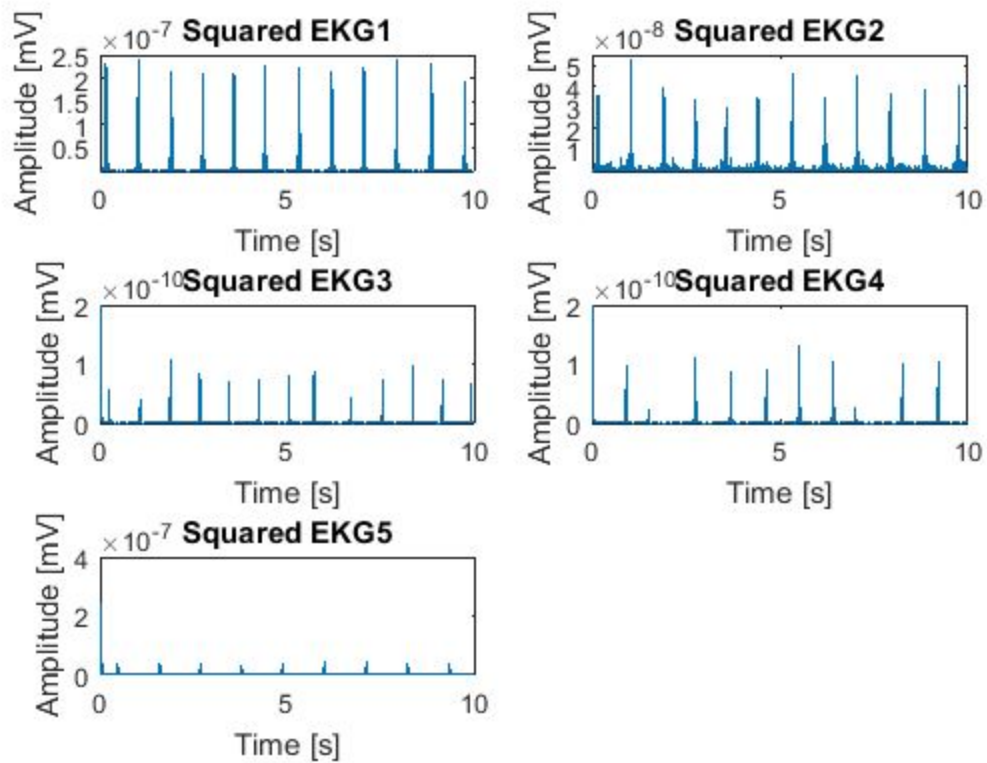 ×10⁻⁷ Squared EKG1
Amplitude [mV]
2.5
2
1.5
1
0.5
0 5 10
Time [s]
×10⁻⁸ Squared EKG2
Amplitude [mV]
5
4
3
2
1
0 5 10
Time [s]
×10⁻¹⁰ Squared EKG3
Amplitude [mV]
2
1
0
0 5 10
Time [s]
×10⁻¹⁰ Squared EKG4
Amplitude [mV]
2
1
0
0 5 10
Time [s]
×10⁻⁷ Squared EKG5
Amplitude [mV]
4
2
0
0 5 10
Time [s]